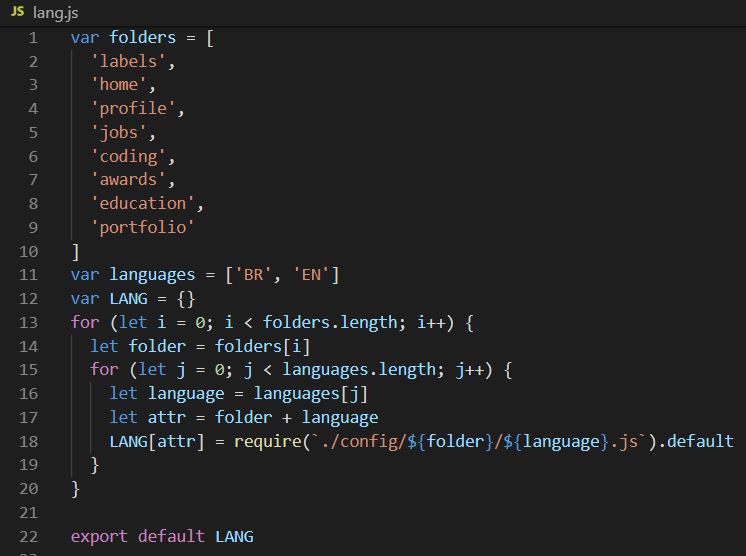 JS lang.js
1 var folders = [
2   'labels',
3   'home',
4   'profile',
5   'jobs',
6   'coding',
7   'awards',
8   'education',
9   'portfolio'
10 ]
11 var languages = ['BR', 'EN']
12 var LANG = {}
13 for (let i = 0; i < folders.length; i++) {
14   let folder = folders[i]
15   for (let j = 0; j < languages.length; j++) {
16     let language = languages[j]
17     let attr = folder + language
18     LANG[attr] = require(`./config/${folder}/${language}.js`).default
19   }
20 }
21
22 export default LANG